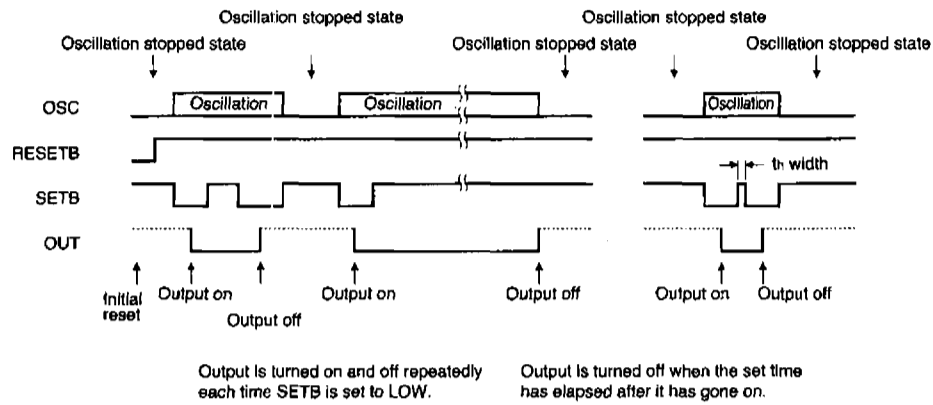 Oscillation stopped state
Oscillation stopped state
Oscillation stopped state
Oscillation stopped state
Oscillation stopped state
OSC
Oscillation
Oscillation
Oscillation
RESETB
th width
SETB
OUT
Initial
reset
Output on
Output off
Output on
Output off
Output on
Output off
Output is turned on and off repeatedly
each time SETB is set to LOW.
Output is turned off when the set time
has elapsed after it has gone on.